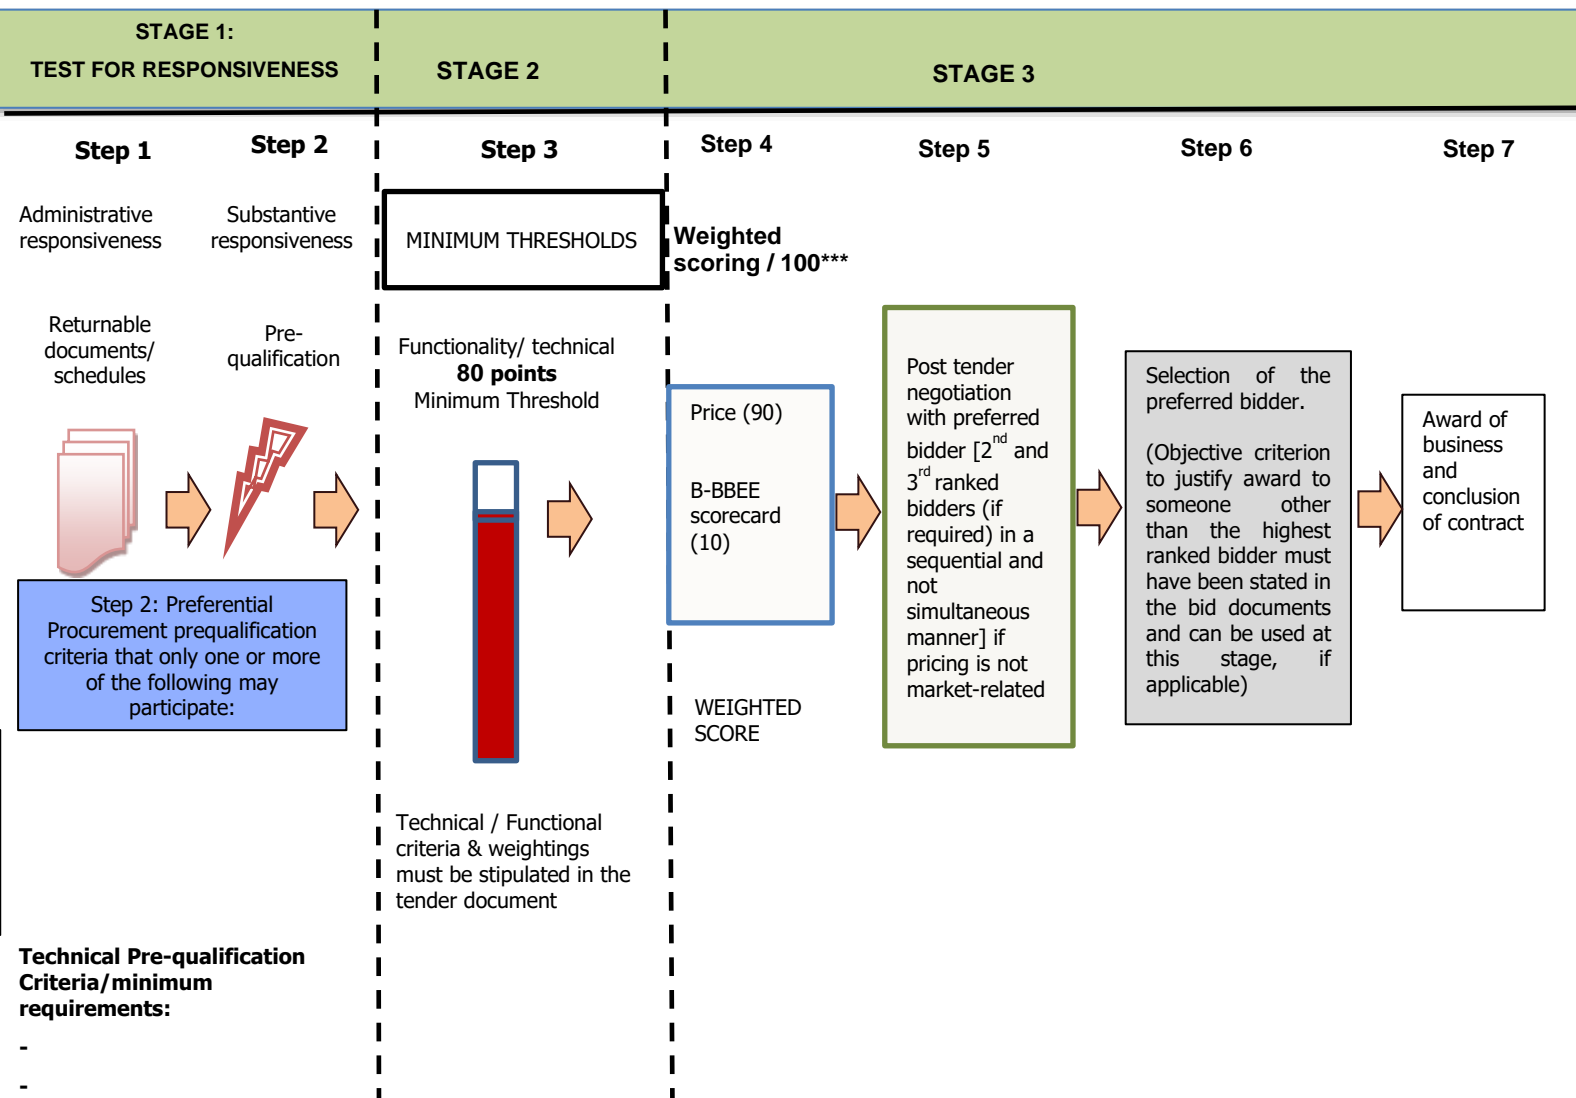 STAGE 1:
TEST FOR RESPONSIVENESS
STAGE 2
STAGE 3
Step 1
Step 2
Step 3
Step 4
Step 5
Step 6
Step 7
Administrative
responsiveness
Substantive
responsiveness
MINIMUM THRESHOLDS
Weighted
scoring / 100***
Returnable
documents/
schedules
Pre-
qualification
Functionality/ technical
80 points
Minimum Threshold
Price (90)
B-BBEE
scorecard
(10)
Post tender
negotiation
with preferred
bidder [2nd and
3rd ranked
bidders (if
required) in a
sequential and
not
simultaneous
manner] if
pricing is not
market-related
Selection of the
preferred bidder.
(Objective criterion
to justify award to
someone other
than the highest
ranked bidder must
have been stated in
the bid documents
and can be used at
this stage, if
applicable)
Award of
business
and
conclusion
of contract
Step 2: Preferential
Procurement prequalification
criteria that only one or more
of the following may
participate:
WEIGHTED
SCORE
Technical / Functional
criteria & weightings
must be stipulated in the
tender document
Technical Pre-qualification
Criteria/minimum
requirements:
-
-